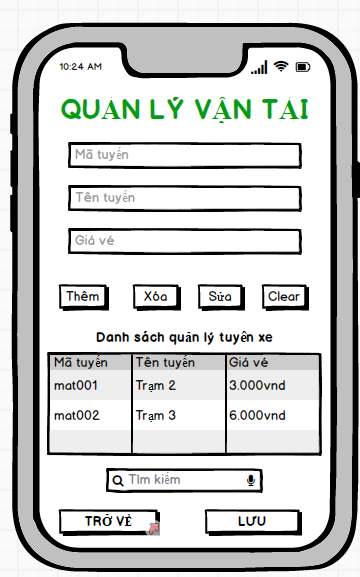 10:24 AM
QUẢN LÝ VẬN TẢI
Mã tuyến
Tên tuyến
Giá vé
Thêm Xóa Sửa Clear
Danh sách quản lý tuyến xe
Mã tuyến Tên tuyến Giá vé
mat001 Trạm 2 3.000vnd
mat002 Trạm 3 6.000vnd
Tìm kiếm
TRỞ VỀ LƯU